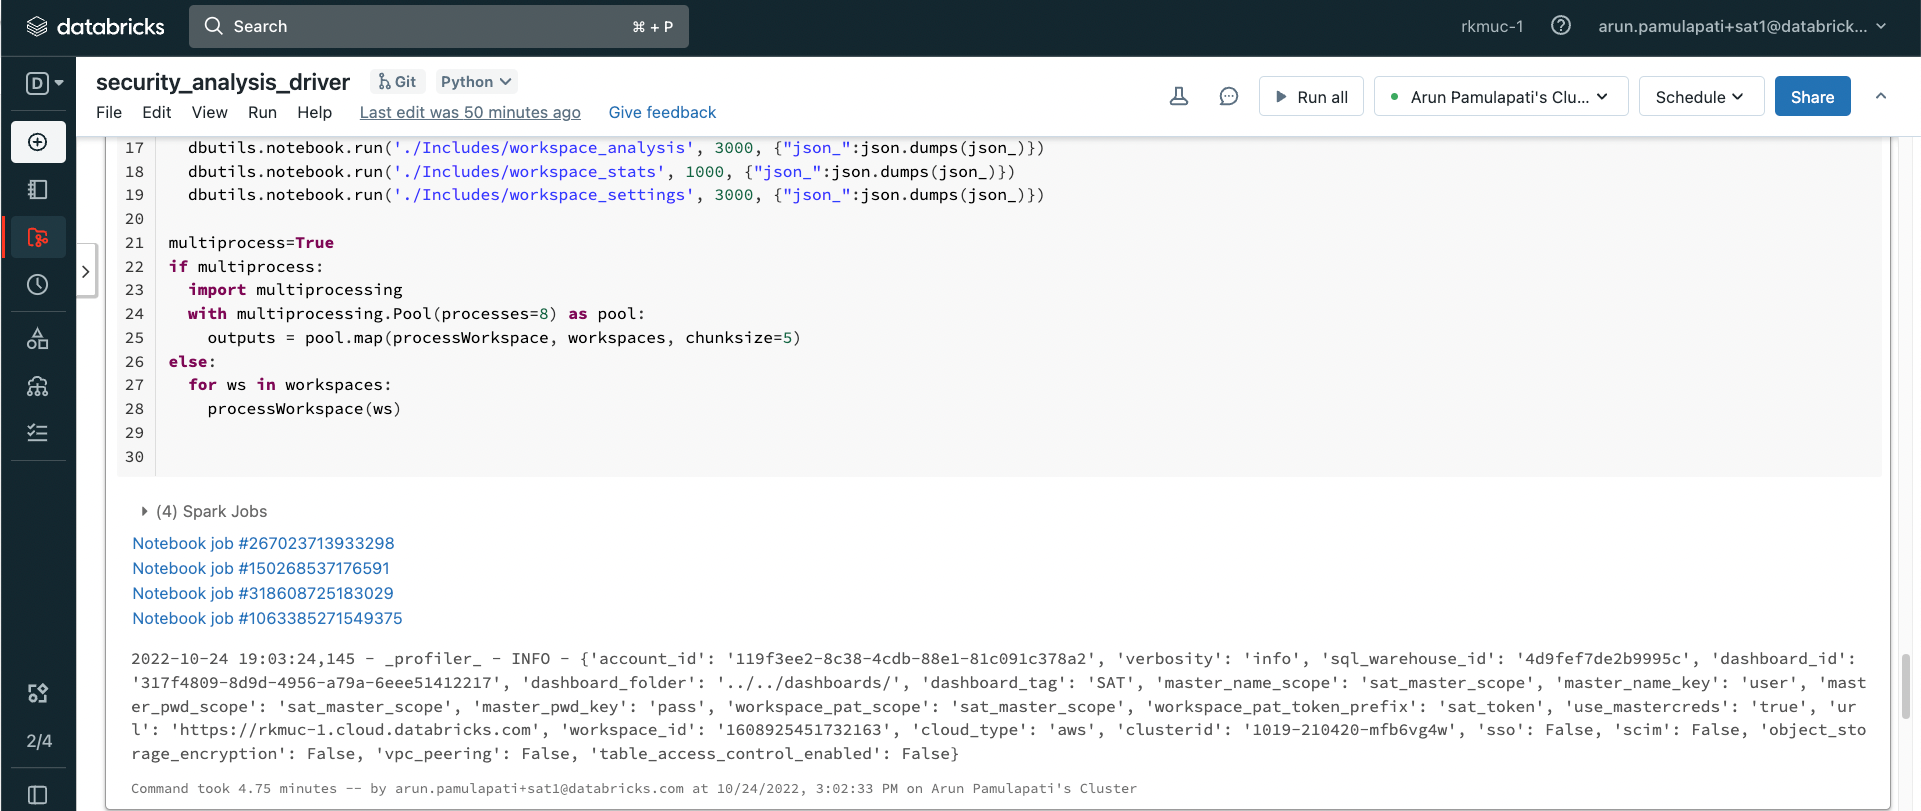 databricks
Search
⌘ + P
rkmuc-1
arun.pamulapati+sat1@databrick...
D
security_analysis_driver
Git
Python
File Edit View Run Help Last edit was 50 minutes ago Give feedback
Run all
Arun Pamulapati's Clu...
Schedule
Share
17 dbutils.notebook.run('./Includes/workspace_analysis', 3000, {"json_":json.dumps(json_)})
18 dbutils.notebook.run('./Includes/workspace_stats', 1000, {"json_":json.dumps(json_)})
19 dbutils.notebook.run('./Includes/workspace_settings', 3000, {"json_":json.dumps(json_)})
20
21 multiprocess=True
22 if multiprocess:
23 import multiprocessing
24 with multiprocessing.Pool(processes=8) as pool:
25 outputs = pool.map(processWorkspace, workspaces, chunksize=5)
26 else:
27 for ws in workspaces:
28 processWorkspace(ws)
29
30
(4) Spark Jobs
Notebook job #267023713933298
Notebook job #150268537176591
Notebook job #318608725183029
Notebook job #1063385271549375
2022-10-24 19:03:24,145 - _profiler_ - INFO - {'account_id': '119f3ee2-8c38-4cdb-88e1-81c091c378a2', 'verbosity': 'info', 'sql_warehouse_id': '4d9fef7de2b9995c', 'dashboard_id':
'317f4809-8d9d-4956-a79a-6eee51412217', 'dashboard_folder': '../../dashboards/', 'dashboard_tag': 'SAT', 'master_name_scope': 'sat_master_scope', 'master_name_key': 'user', 'mast
er_pwd_scope': 'sat_master_scope', 'master_pwd_key': 'pass', 'workspace_pat_scope': 'sat_master_scope', 'workspace_pat_token_prefix': 'sat_token', 'use_mastercreds': 'true', 'ur
l': 'https://rkmuc-1.cloud.databricks.com', 'workspace_id': '1608925451732163', 'cloud_type': 'aws', 'clusterid': '1019-210420-mfb6vg4w', 'sso': False, 'scim': False, 'object_sto
rage_encryption': False, 'vpc_peering': False, 'table_access_control_enabled': False}
Command took 4.75 minutes -- by arun.pamulapati+sat1@databricks.com at 10/24/2022, 3:02:33 PM on Arun Pamulapati's Cluster
2/4